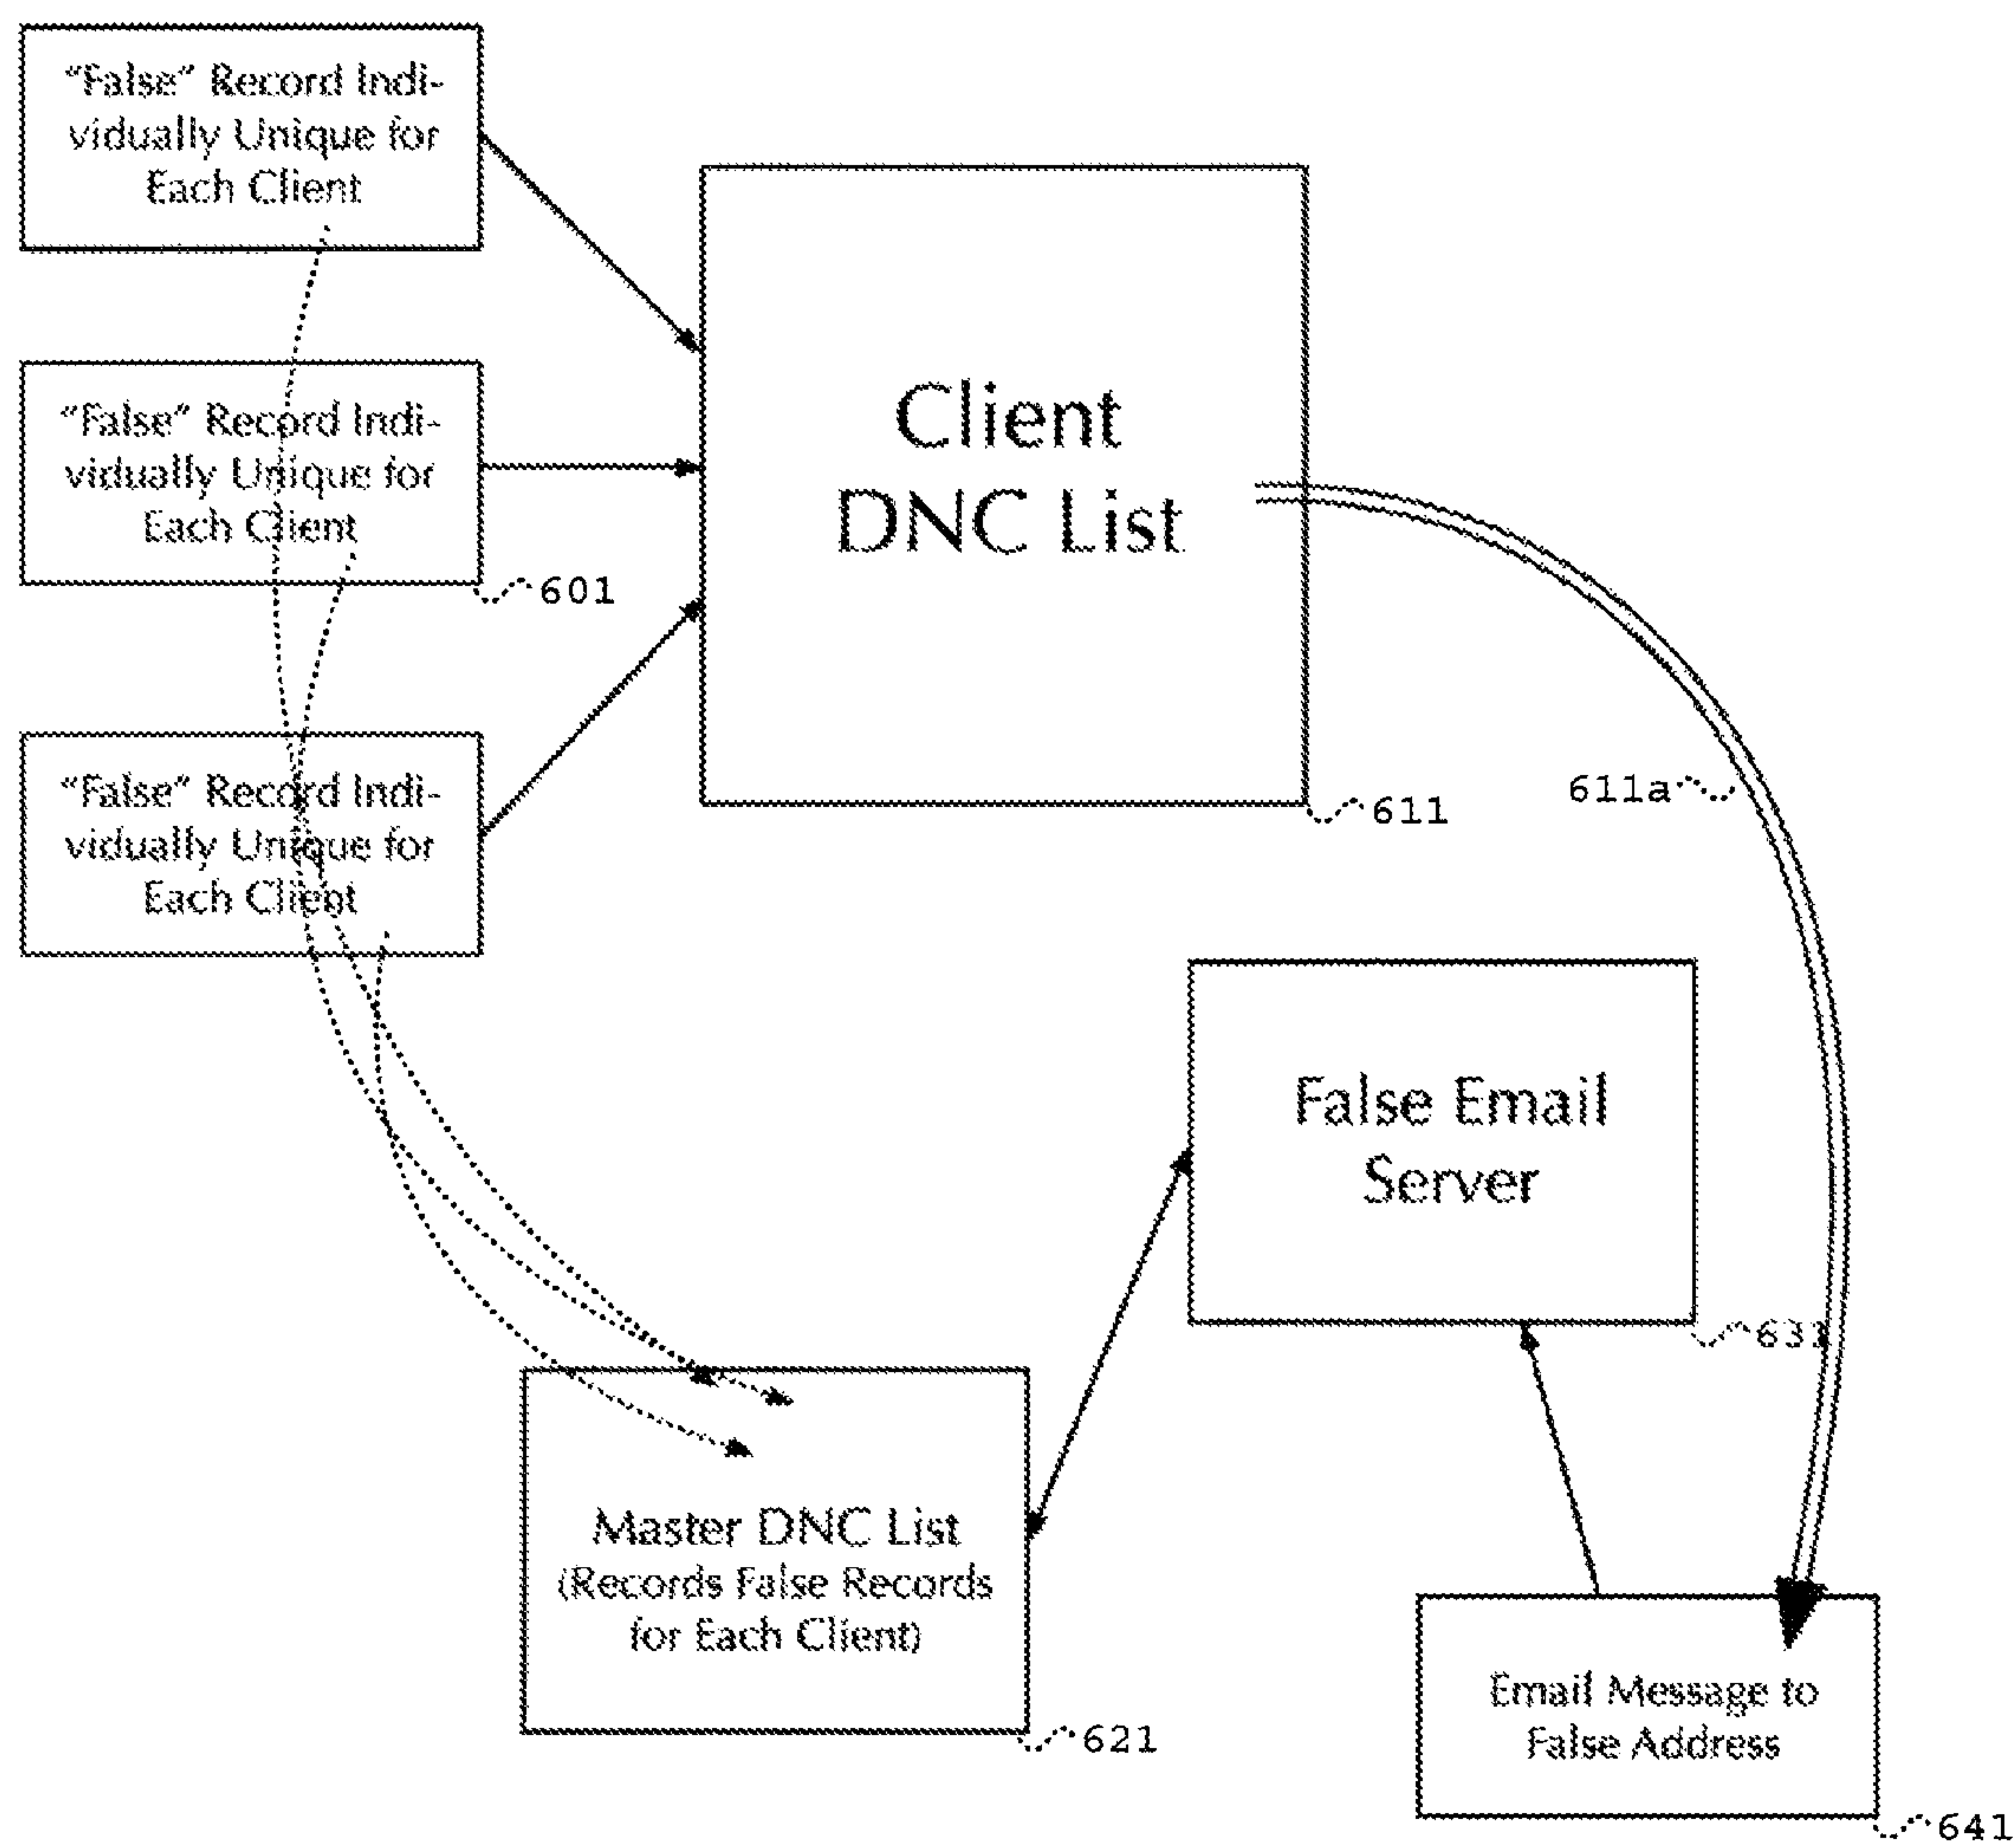 “False” Record Indi-
vidually Unique for
Each Client
“False” Record Indi-
vidually Unique for
Each Client
601
“False” Record Indi-
vidually Unique for
Each Client
Client
DNC List
611
611a
False Email
Server
631
Master DNC List
(Records False Records
for Each Client)
621
Email Message to
False Address
641